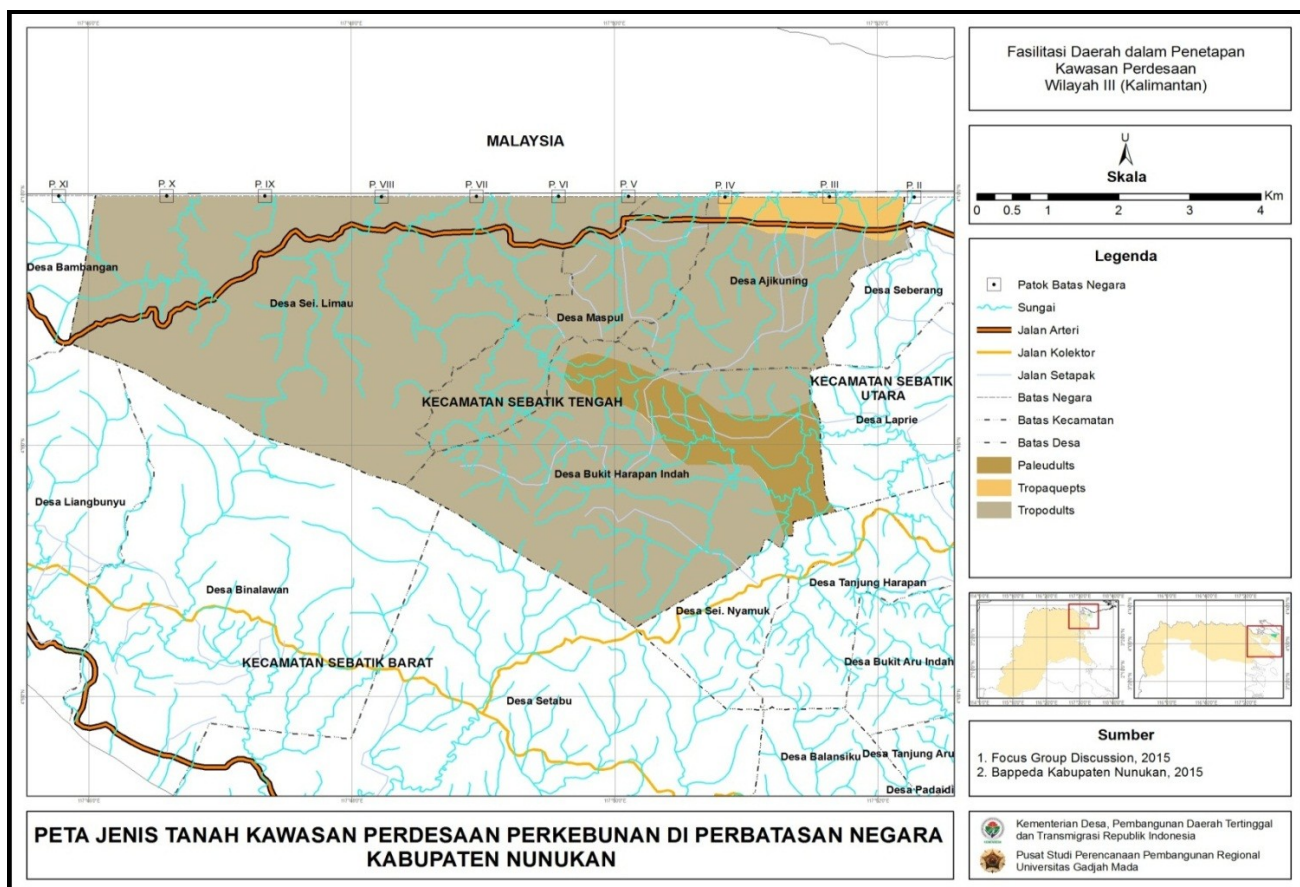 MALAYSIA
P. XI
P. X
P. IX
P. VIII
P. VII
P. VI
P. V
P. IV
P. III
P. II
Desa Bambangan
Desa Sei. Limau
Desa Ajikuning
Desa Seberang
Desa Maspul
KECAMATAN SEBATIK TENGAH
KECAMATAN SEBATIK
UTARA
Desa Laprie
Desa Bukit Harapan Indah
Desa Liangbunyu
Desa Binalawan
Desa Tanjung Harapan
Desa Sei. Nyamuk
KECAMATAN SEBATIK BARAT
Desa Bukit Aru Indah
Desa Setabu
Desa Balansiku
Desa Tanjung Aru
Desa Padaidi
PETA JENIS TANAH KAWASAN PERDESAAN PERKEBUNAN DI PERBATASAN NEGARA
KABUPATEN NUNUKAN
Fasilitasi Daerah dalam Penetapan
Kawasan Perdesaan
Wilayah III (Kalimantan)
U
Skala
Km
0 0.5 1 2 3 4
Legenda
Patok Batas Negara
Sungai
Jalan Arteri
Jalan Kolektor
Jalan Setapak
Batas Negara
Batas Kecamatan
Batas Desa
Paleudults
Tropaquepts
Tropodults
Sumber
1. Focus Group Discussion, 2015
2. Bappeda Kabupaten Nunukan, 2015
Kementerian Desa, Pembangunan Daerah Tertinggal
dan Transmigrasi Republik Indonesia
Pusat Studi Perencanaan Pembangunan Regional
Universitas Gadjah Mada